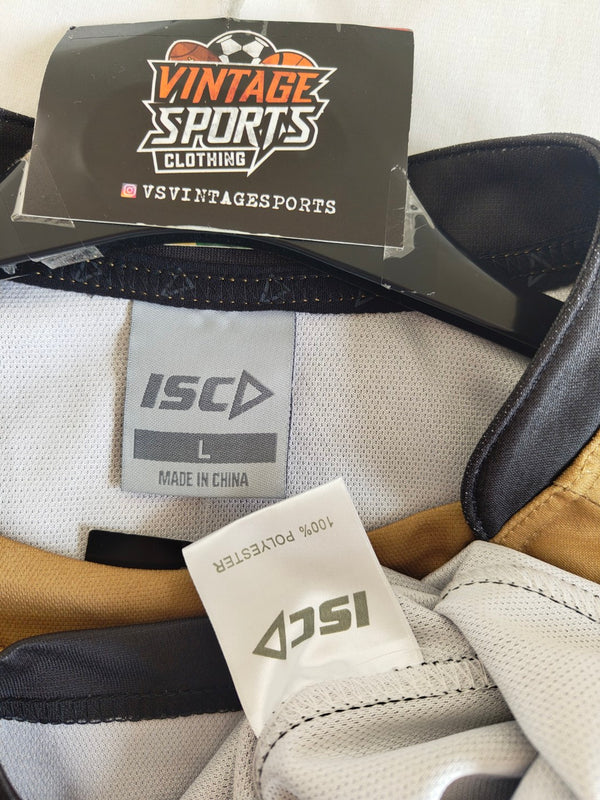 VINTAGE
SPORTS
CLOTHING
VSVINTAGESPORTS
ISC
L
MADE IN CHINA
100% POLYESTER
ISC